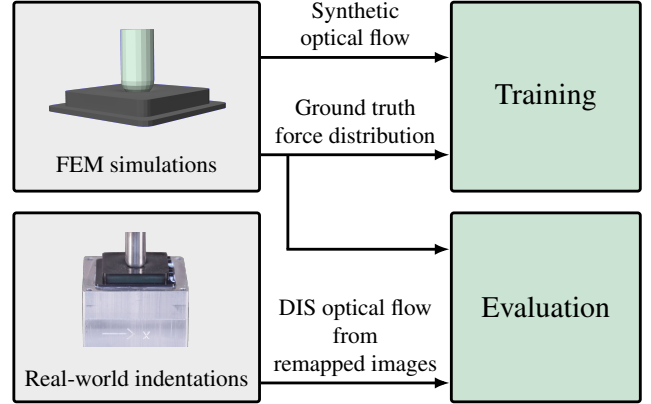 Synthetic
optical flow
Training
Ground truth
force distribution
FEM simulations
DIS optical flow
from
remapped images
Evaluation
x
Real-world indentations